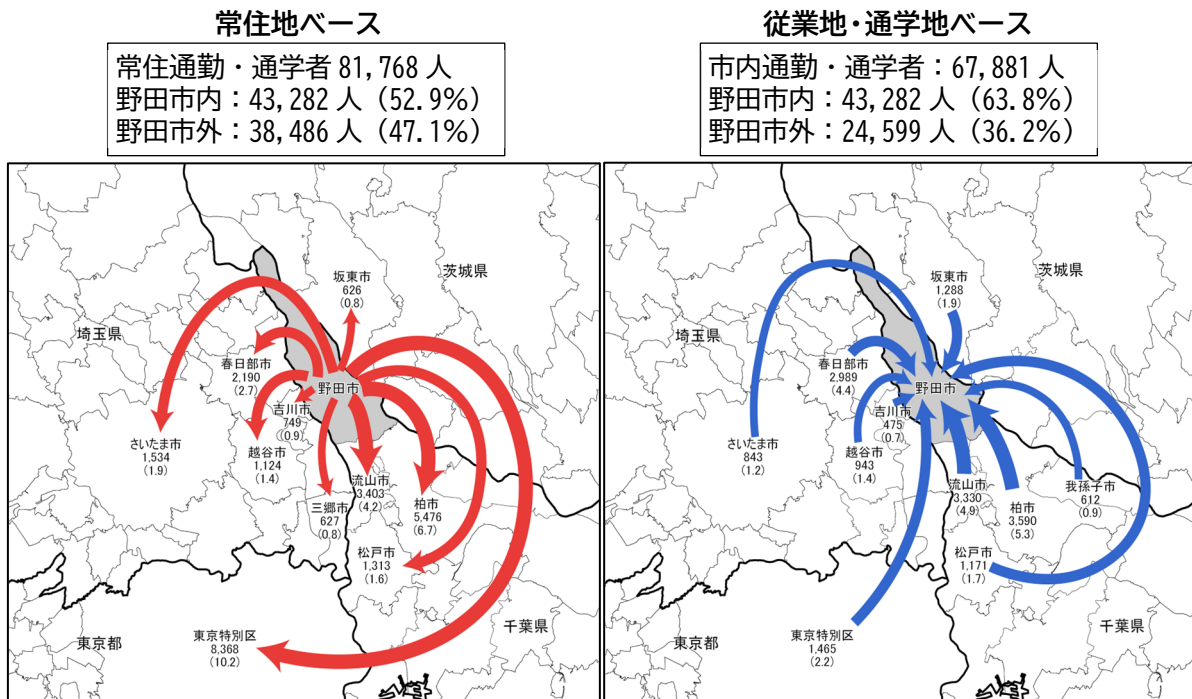 常住地ベース
常住通勤・通学者 81,768 人
野田市内：43,282 人（52.9%）
野田市外：38,486 人（47.1%）
坂東市
626
(0.8)
茨城県
埼玉県
春日部市
2,190
(2.7)
野田市
吉川市
749
(0.9)
さいたま市
1,534
(1.9)
越谷市
1,124
(1.4)
流山市
3,403
(4.2)
三郷市
627
(0.8)
柏市
5,476
(6.7)
松戸市
1,313
(1.6)
東京特別区
8,368
(10.2)
東京都
千葉県
従業地・通学地ベース
市内通勤・通学者：67,881 人
野田市内：43,282 人（63.8%）
野田市外：24,599 人（36.2%）
坂東市
1,288
(1.9)
茨城県
埼玉県
春日部市
2,989
(4.4)
野田市
吉川市
475
(0.7)
さいたま市
843
(1.2)
越谷市
943
(1.4)
流山市
3,330
(4.9)
柏市
3,590
(5.3)
我孫子市
612
(0.9)
松戸市
1,171
(1.7)
東京特別区
1,465
(2.2)
東京都
千葉県